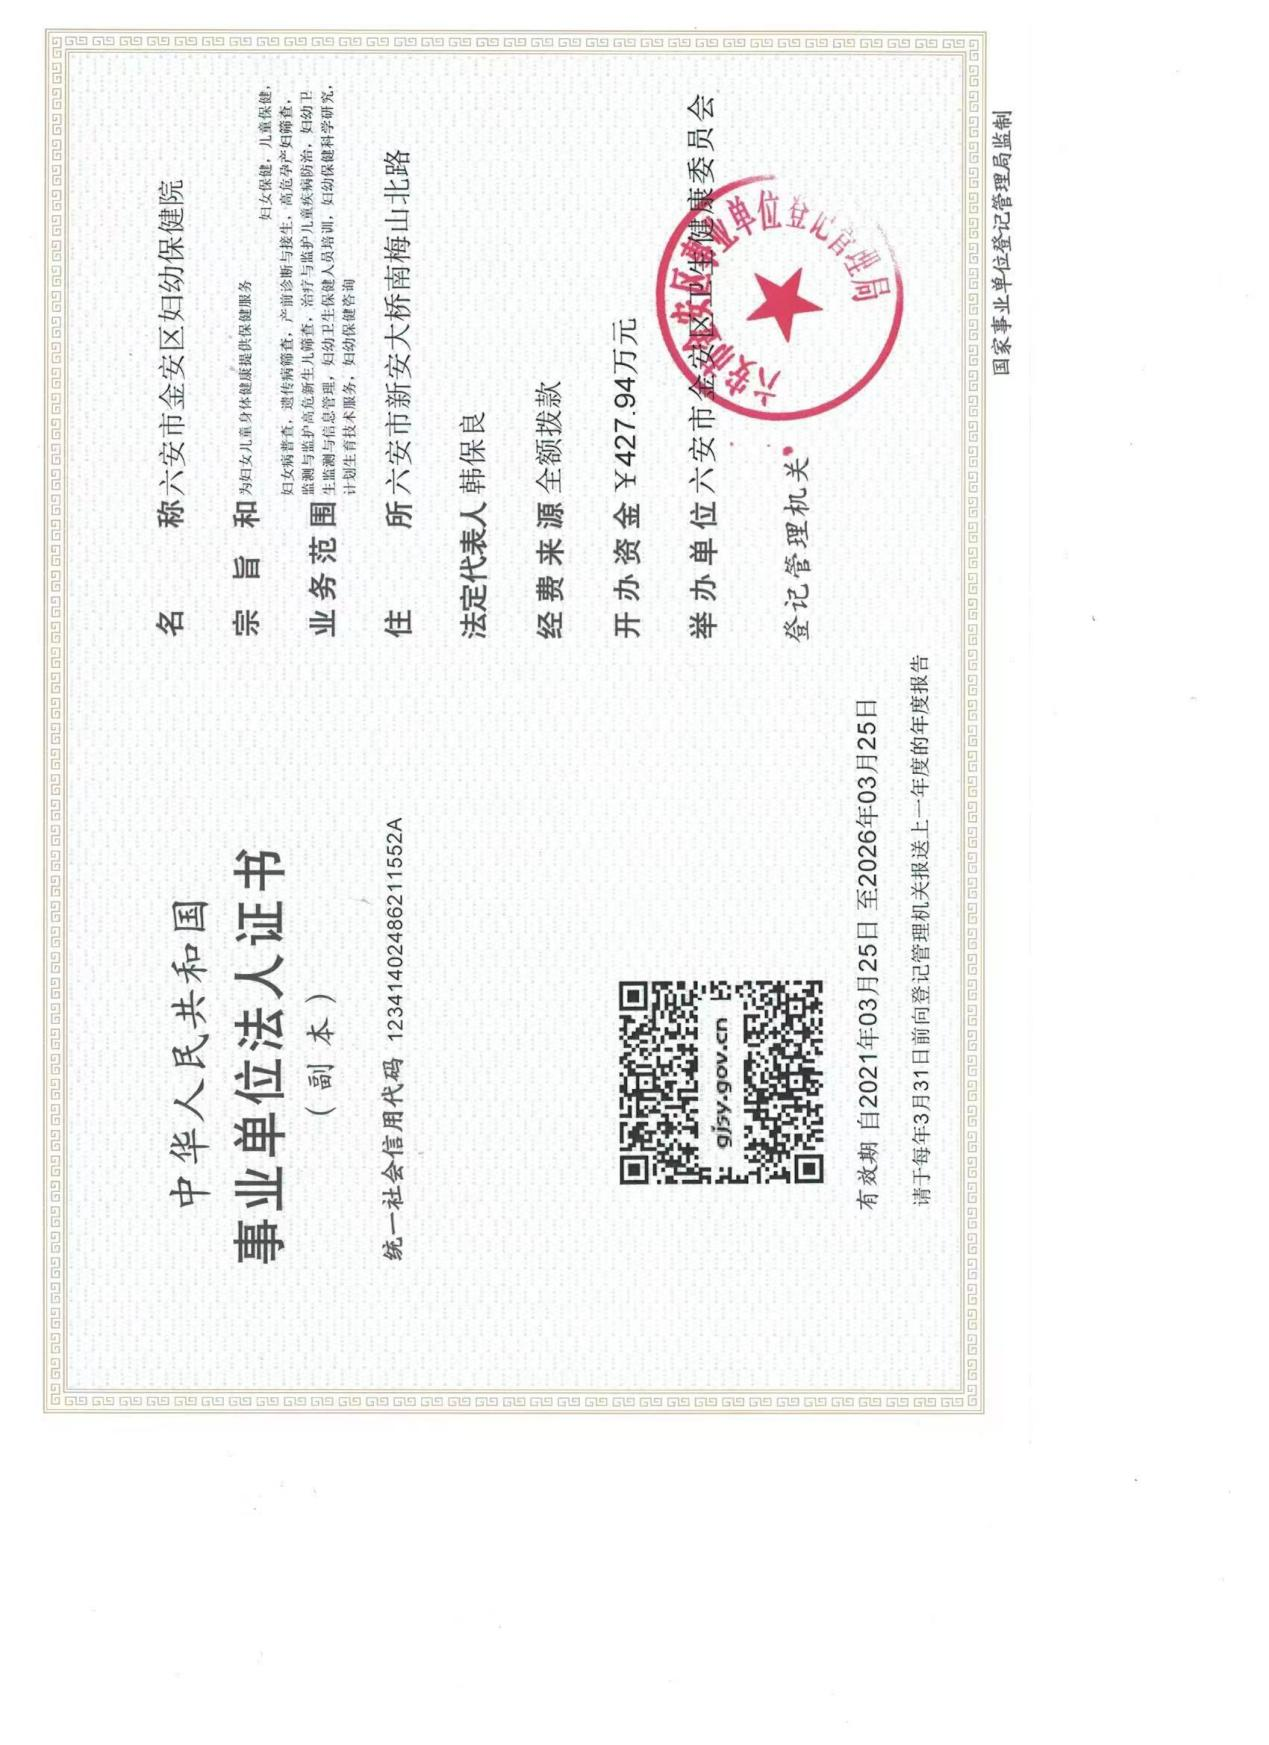 中华人民共和国
事业单位法人证书
（副 本）
统一社会信用代码 12341402486211552A
gjsy.gov.cn
有效期 自2021年03月25日 至2026年03月25日
请于每年3月31日前向登记管理机关报送上一年度的年度报告
名 称 六安市金安区妇幼保健院
宗 旨 和
业 务 范 围
为妇女儿童身体健康提供保健服务
妇女保健，儿童保健，
妇女病普查，遗传病筛查，产前诊断与接生，高危孕产妇筛查，
监测与监护高危新生儿筛查，治疗与监护儿童疾病防治，妇幼卫
生监测与信息管理，妇幼卫生保健人员培训，妇幼保健科学研究，
计划生育技术服务，妇幼保健咨询
住 所 六安市新安大桥南梅山北路
法定代表人 韩保良
经 费 来 源 全额拨款
开 办 资 金 ￥427.94万元
举 办 单 位 六安市金安区卫生健康委员会
登记管理机关
六安市金安区事业单位登记管理局
国家事业单位登记管理局监制